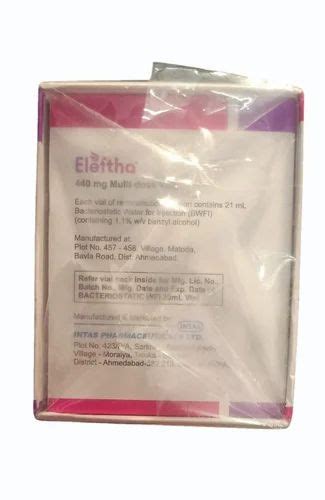 Eleftha
440 mg Multi dose
Each vial of contains 21 mL
Bacteriostatic Water for Injection (BWFI)
(containing 1.1% w/v benzyl alcohol)
Manufactured at:
Plot No. 457 - 458, Village. Matoda,
Bavla Road, Dist. Ahmedabad.
Refer vial pack inside for Mfg. Lic. No.
Batch No., Mfg. Date and Exp. Date of
BACTERIOSTATIC
Manufactured & Marketed by
INTAS
INTAS PHARMACEUTICALS LTD.
Plot No.
Village - Moraiya, Taluka
District - Ahmedabad